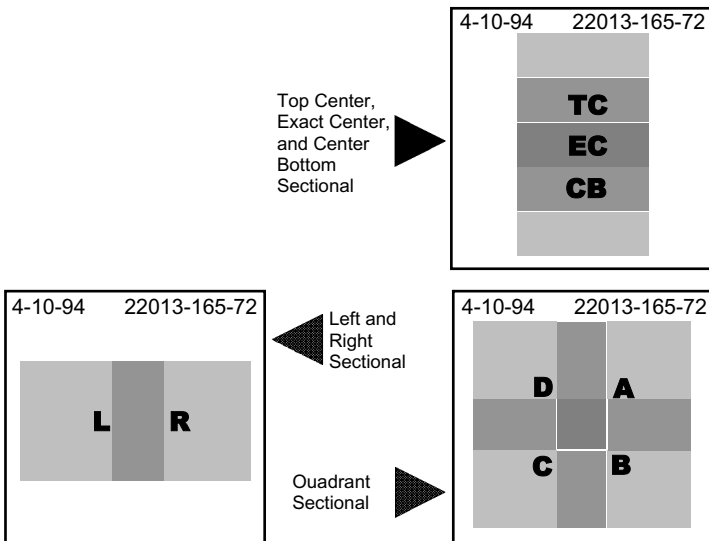 4-10-94 22013-165-72
Top Center,
Exact Center,
and Center
Bottom
Sectional
TC
EC
CB
4-10-94 22013-165-72
L R
Left and
Right
Sectional
4-10-94 22013-165-72
D A
C B
Ouadrant
Sectional